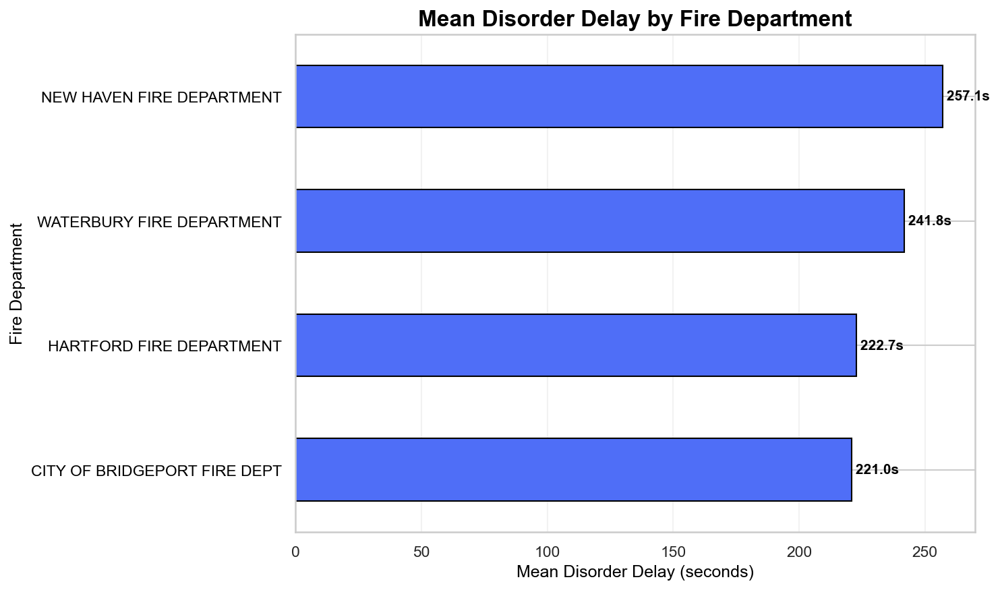 Mean Disorder Delay by Fire Department
NEW HAVEN FIRE DEPARTMENT
257.1s
WATERBURY FIRE DEPARTMENT
241.8s
HARTFORD FIRE DEPARTMENT
222.7s
CITY OF BRIDGEPORT FIRE DEPT
221.0s
Fire Department
0 50 100 150 200 250
Mean Disorder Delay (seconds)